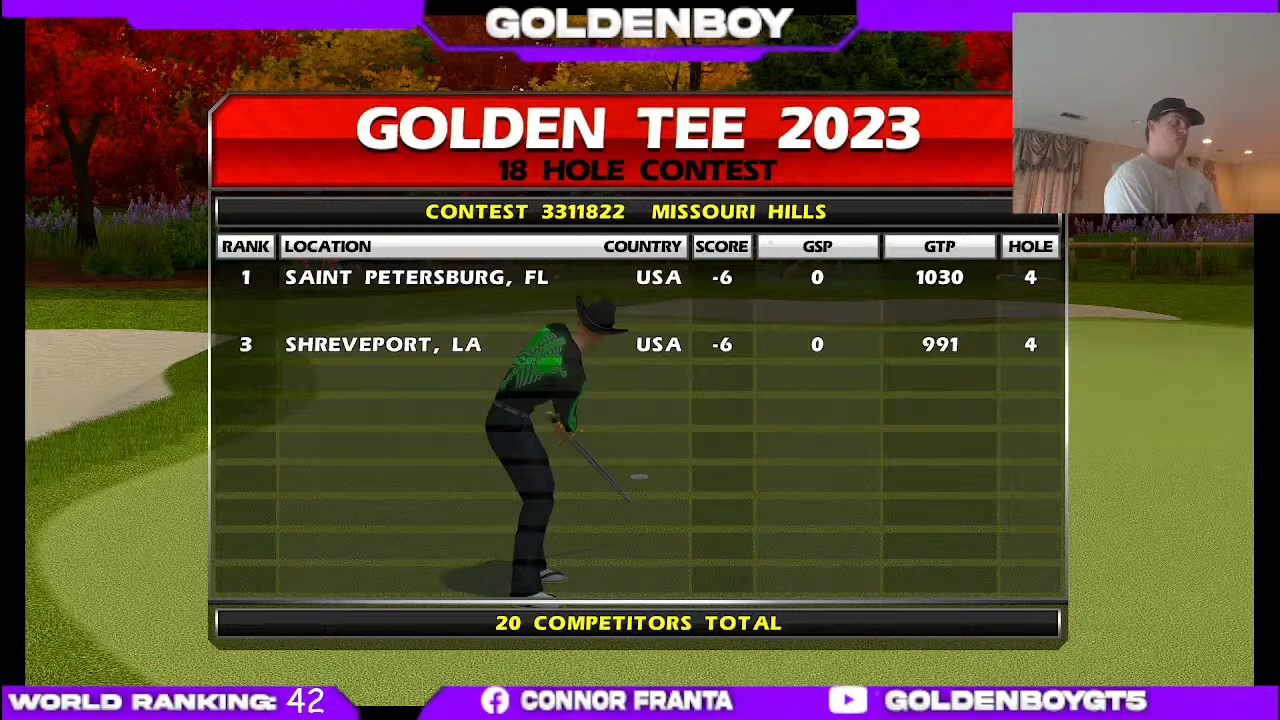 GOLDENBOY
GOLDEN TEE 2023
18 HOLE CONTEST
CONTEST 3311822 MISSOURI HILLS
RANK LOCATION COUNTRY SCORE GSP GTP HOLE
1 SAINT PETERSBURG, FL USA -6 0 1030 4
3 SHREVEPORT, LA USA -6 0 991 4
20 COMPETITORS TOTAL
WORLD RANKING: 42 CONNOR FRANTA GOLDENBOYGT5